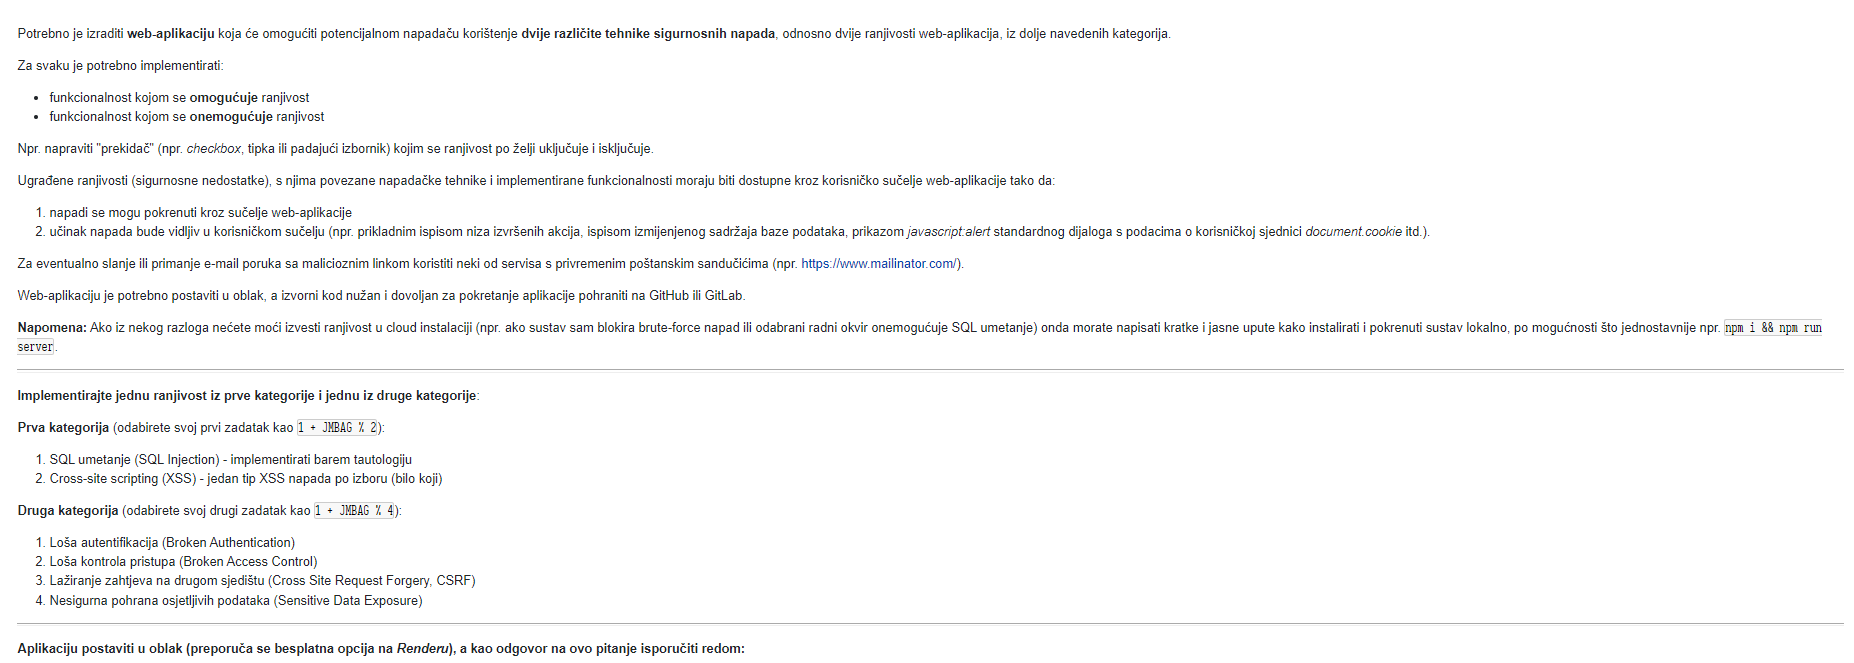 Potrebno je izraditi web-aplikaciju koja će omogućiti potencijalnom napadaču korištenje dvije različite tehnike sigurnosnih napada, odnosno dvije ranjivosti web-aplikacija, iz dolje navedenih kategorija.
Za svaku je potrebno implementirati:
• funkcionalnost kojom se omogućuje ranjivost
• funkcionalnost kojom se onemogućuje ranjivost
Npr. napraviti "prekidač" (npr. checkbox, tipka ili padajući izbornik) kojim se ranjivost po želji uključuje i isključuje.
Ugrađene ranjivosti (sigurnosne nedostatke), s njima povezane napadačke tehnike i implementirane funkcionalnosti moraju biti dostupne kroz korisničko sučelje web-aplikacije tako da:
1. napadi se mogu pokrenuti kroz sučelje web-aplikacije
2. učinak napada bude vidljiv u korisničkom sučelju (npr. prikladnim ispisom niza izvršenih akcija, ispisom izmijenjenog sadržaja baze podataka, prikazom javascript:alert standardnog dijaloga s podacima o korisničkoj sjednici document.cookie itd.).
Za eventualno slanje ili primanje e-mail poruka sa malicioznim linkom koristiti neki od servisa s privremenim poštanskim sandučićima (npr. https://www.mailinator.com/).
Web-aplikaciju je potrebno postaviti u oblak, a izvorni kod nužan i dovoljan za pokretanje aplikacije pohraniti na GitHub ili GitLab.
Napomena: Ako iz nekog razloga nećete moći izvesti ranjivost u cloud instalaciji (npr. ako sustav sam blokira brute-force napad ili odabrani radni okvir onemogućuje SQL umetanje) onda morate napisati kratke i jasne upute kako instalirati i pokrenuti sustav lokalno, po mogućnosti što jednostavnije npr. npm i && npm run
server.
Implementirajte jednu ranjivost iz prve kategorije i jednu iz druge kategorije:
Prva kategorija (odabirete svoj prvi zadatak kao 1 + JMBAG % 2):
1. SQL umetanje (SQL Injection) - implementirati barem tautologiju
2. Cross-site scripting (XSS) - jedan tip XSS napada po izboru (bilo koji)
Druga kategorija (odabirete svoj drugi zadatak kao 1 + JMBAG % 4):
1. Loša autentifikacija (Broken Authentication)
2. Loša kontrola pristupa (Broken Access Control)
3. Lažiranje zahtjeva na drugom sjedištu (Cross Site Request Forgery, CSRF)
4. Nesigurna pohrana osjetljivih podataka (Sensitive Data Exposure)
Aplikaciju postaviti u oblak (preporuča se besplatna opcija na Renderu), a kao odgovor na ovo pitanje isporučiti redom: